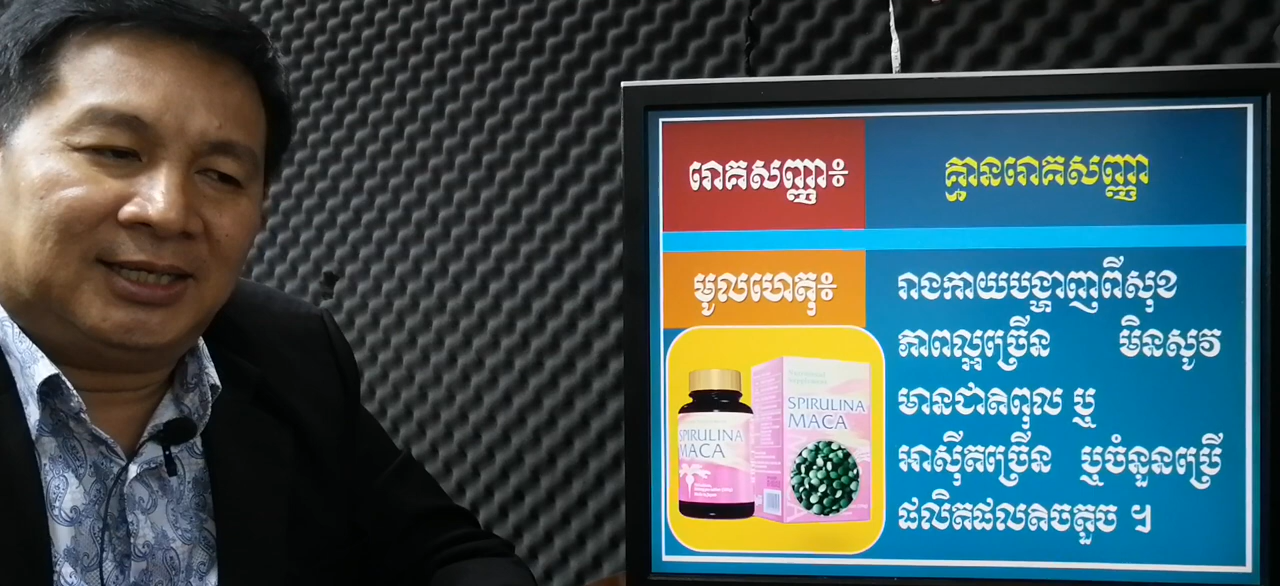 រោគសញ្ញា៖
គ្មានរោគសញ្ញា
មូលហេតុ៖
រាងកាយបង្ហាញពីសុខ
ភាពល្អច្រើន មិនសូវ
មានជាតិពុល ឬ
អាស៊ីតច្រើន ឬចំនួនប្រើ
ផលិតផលតិចតួច ។
SPIRULINA
MACA
Nutritional
Supplement
SPIRULINA
MACA